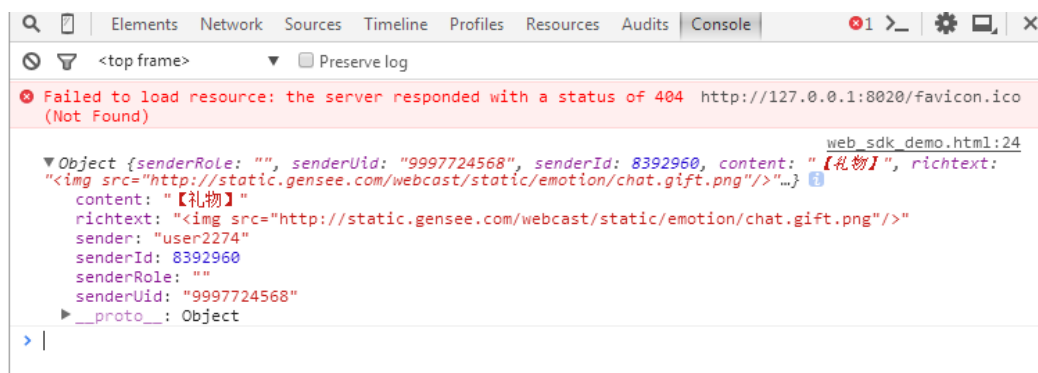 Elements Network Sources Timeline Profiles Resources Audits Console 1
<top frame> Preserve log
Failed to load resource: the server responded with a status of 404 http://127.0.0.1:8020/favicon.ico
(Not Found)
web_sdk_demo.html:24
Object {senderRole: "", senderUid: "9997724568", senderId: 8392960, content: "【礼物】", richtext:
"<img src="http://static.gensee.com/webcast/static/emotion/chat.gift.png"/>"…}
content: "【礼物】"
richtext: "<img src="http://static.gensee.com/webcast/static/emotion/chat.gift.png"/>"
sender: "user2274"
senderId: 8392960
senderRole: ""
senderUid: "9997724568"
__proto__: Object